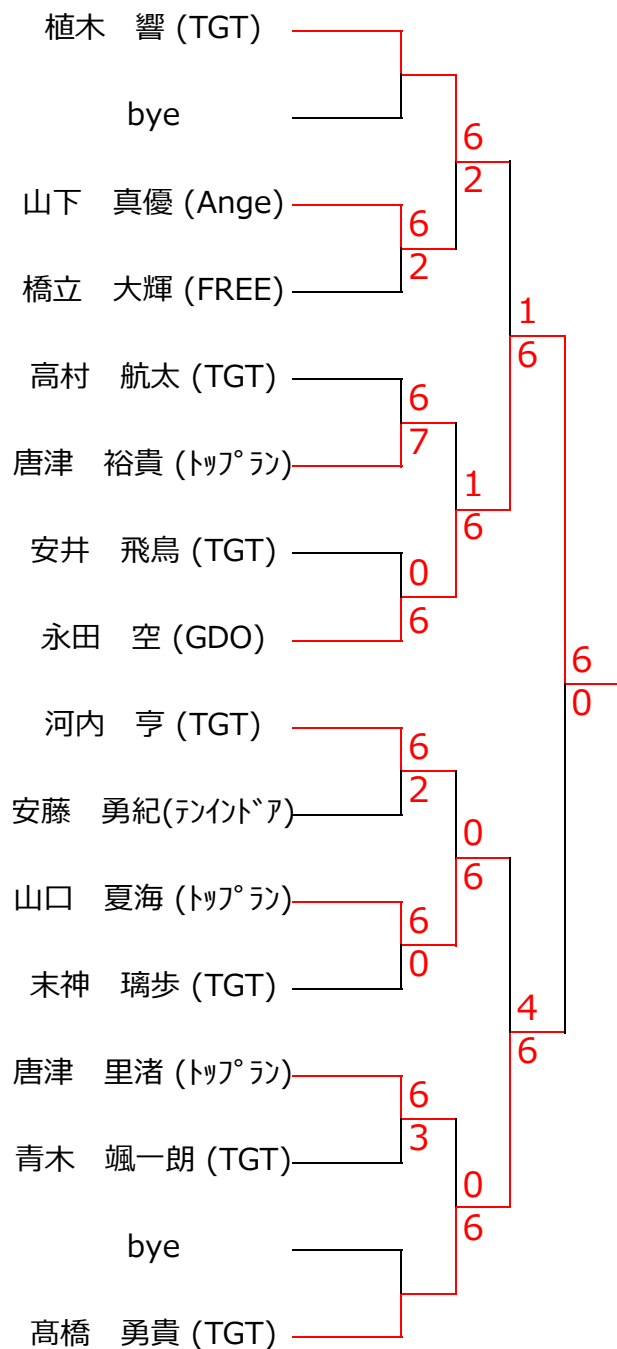 植木　響 (TGT)
bye
6
2
山下　真優 (Ange)
6
2
橋立　大輝 (FREE)
1
6
高村　航太 (TGT)
6
7
唐津　裕貴 (ﾄｯﾌﾟﾗﾝ)
1
6
安井　飛鳥 (TGT)
0
6
永田　空 (GDO)
6
0
河内　亨 (TGT)
6
2
安藤　勇紀(ﾃﾝｲﾝﾄﾞｱ)
0
6
山口　夏海 (ﾄｯﾌﾟﾗﾝ)
6
0
末神　璃歩 (TGT)
4
6
唐津　里渚 (ﾄｯﾌﾟﾗﾝ)
6
3
青木　颯一朗 (TGT)
0
6
bye
髙橋　勇貴 (TGT)